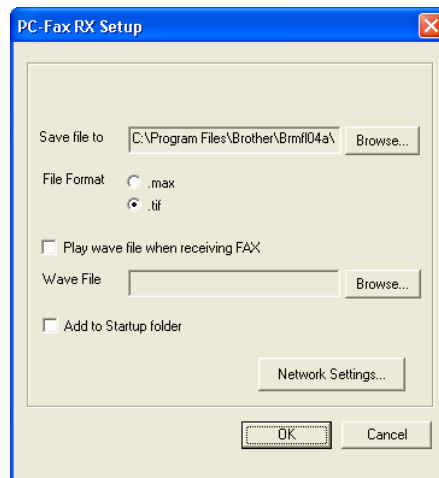 PC-Fax RX Setup
Save file to C:\Program Files\Brother\Brmfl04a\ Browse...
File Format .max
.tif
Play wave file when receiving FAX
Wave File Browse...
Add to Startup folder
Network Settings...
OK Cancel